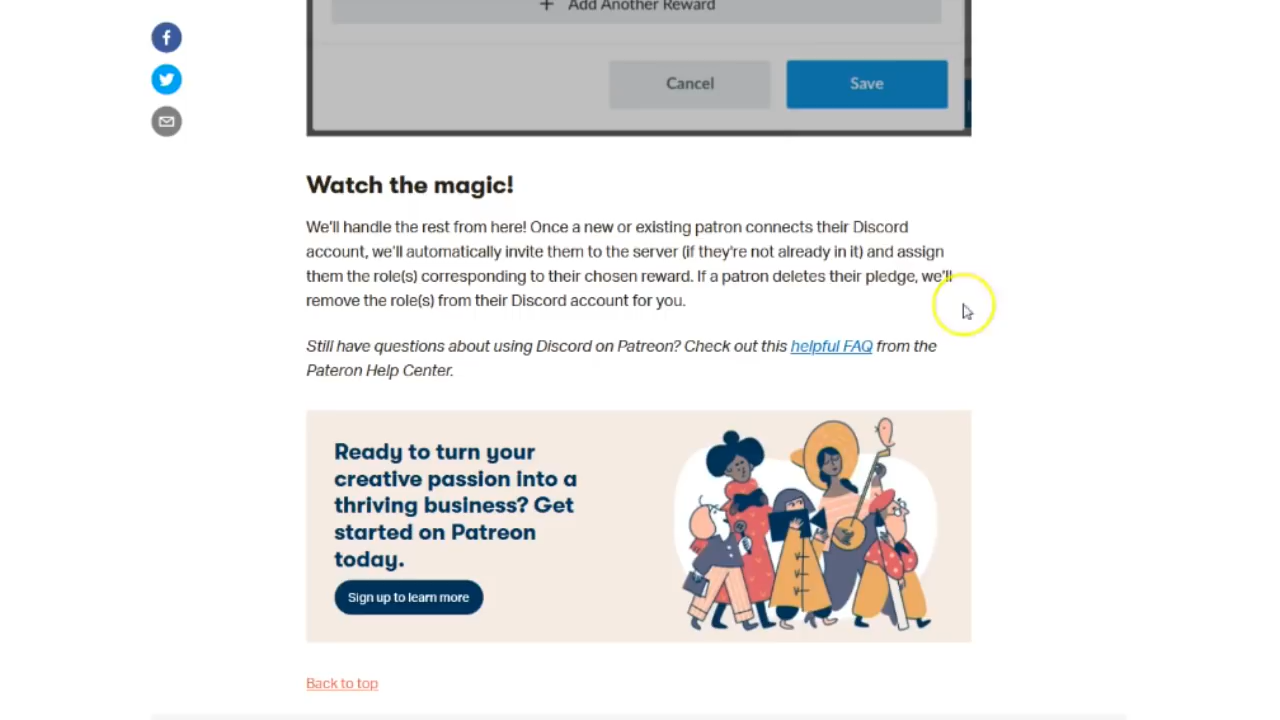 + Add Another Reward
Cancel
Save
Watch the magic!
We'll handle the rest from here! Once a new or existing patron connects their Discord
account, we'll automatically invite them to the server (if they're not already in it) and assign
them the role(s) corresponding to their chosen reward. If a patron deletes their pledge, we'll
remove the role(s) from their Discord account for you.
Still have questions about using Discord on Patreon? Check out this helpful FAQ from the
Pateron Help Center.
Ready to turn your
creative passion into a
thriving business? Get
started on Patreon
today.
Sign up to learn more
Back to top